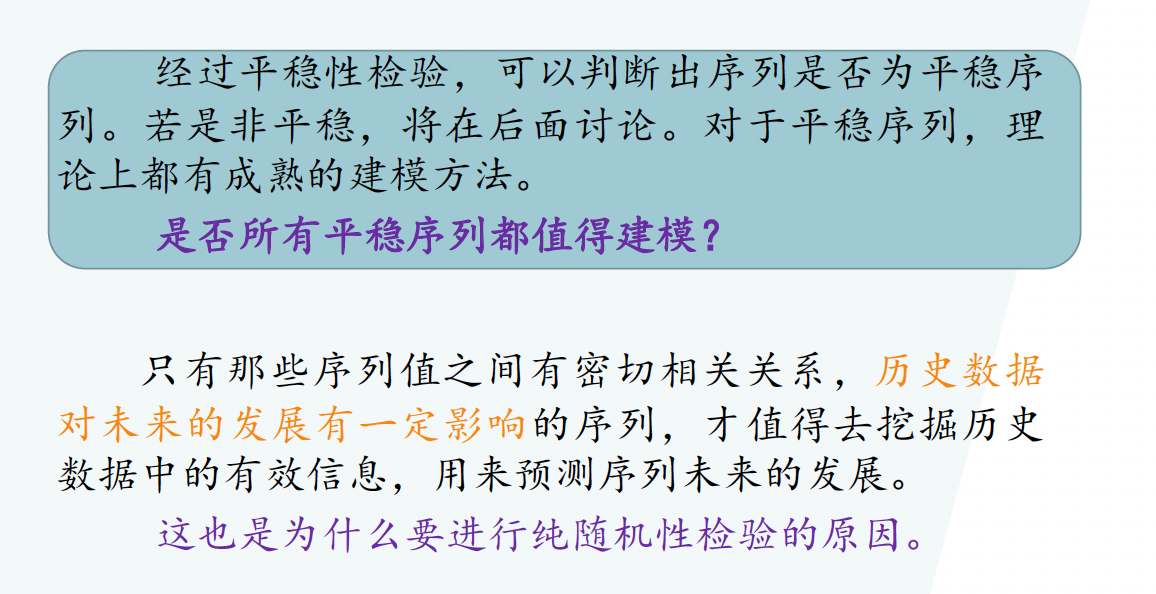 经过平稳性检验，可以判断出序列是否为平稳序
列。若是非平稳，将在后面讨论。对于平稳序列，理
论上都有成熟的建模方法。
是否所有平稳序列都值得建模？
只有那些序列值之间有密切相关关系，历史数据
对未来的发展有一定影响的序列，才值得去挖掘历史
数据中的有效信息，用来预测序列未来的发展。
这也是为什么要进行纯随机性检验的原因。